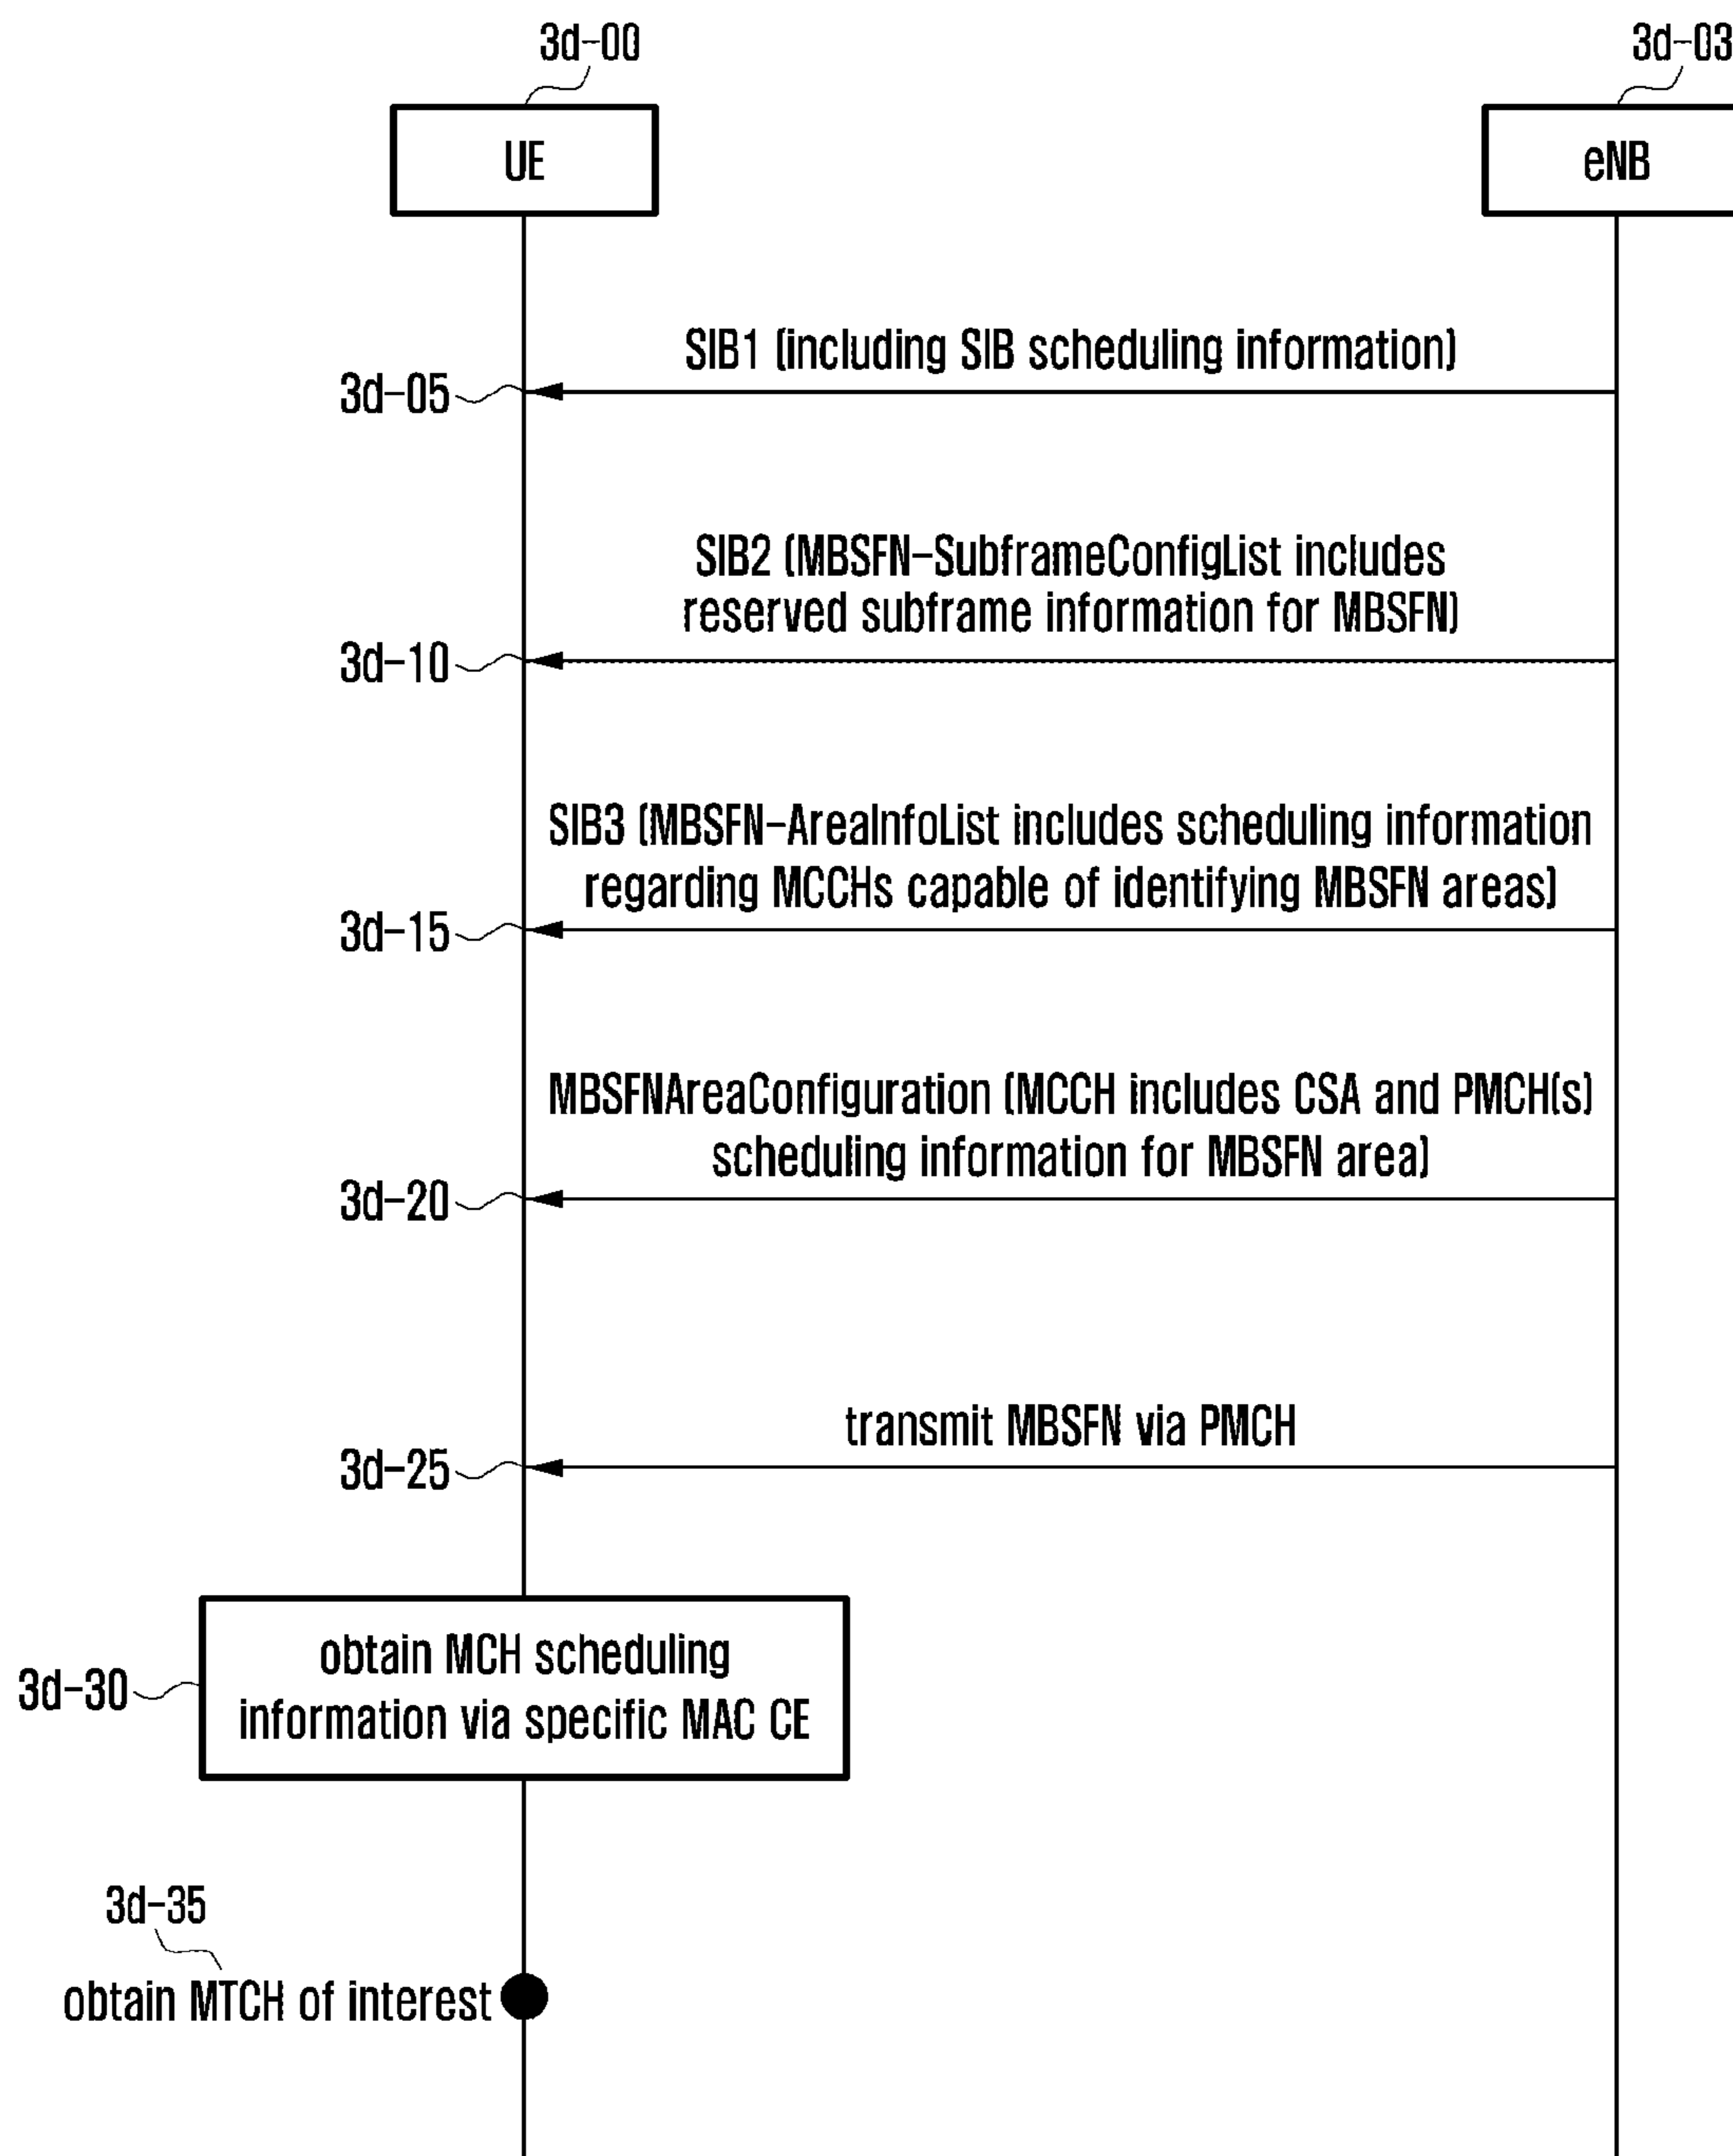 3d-00
3d-03
UE
eNB
SIB1 (including SIB scheduling information)
3d-05
SIB2 (MBSFN-SubframeConfigList includes
reserved subframe information for MBSFN)
3d-10
SIB3 (MBSFN-AreaInfoList includes scheduling information
regarding MCCHs capable of identifying MBSFN areas)
3d-15
MBSFNAreaConfiguration (MCCH includes CSA and PMCH(s)
scheduling information for MBSFN area)
3d-20
transmit MBSFN via PMCH
3d-25
obtain MCH scheduling
information via specific MAC CE
3d-30
3d-35
obtain MTCH of interest